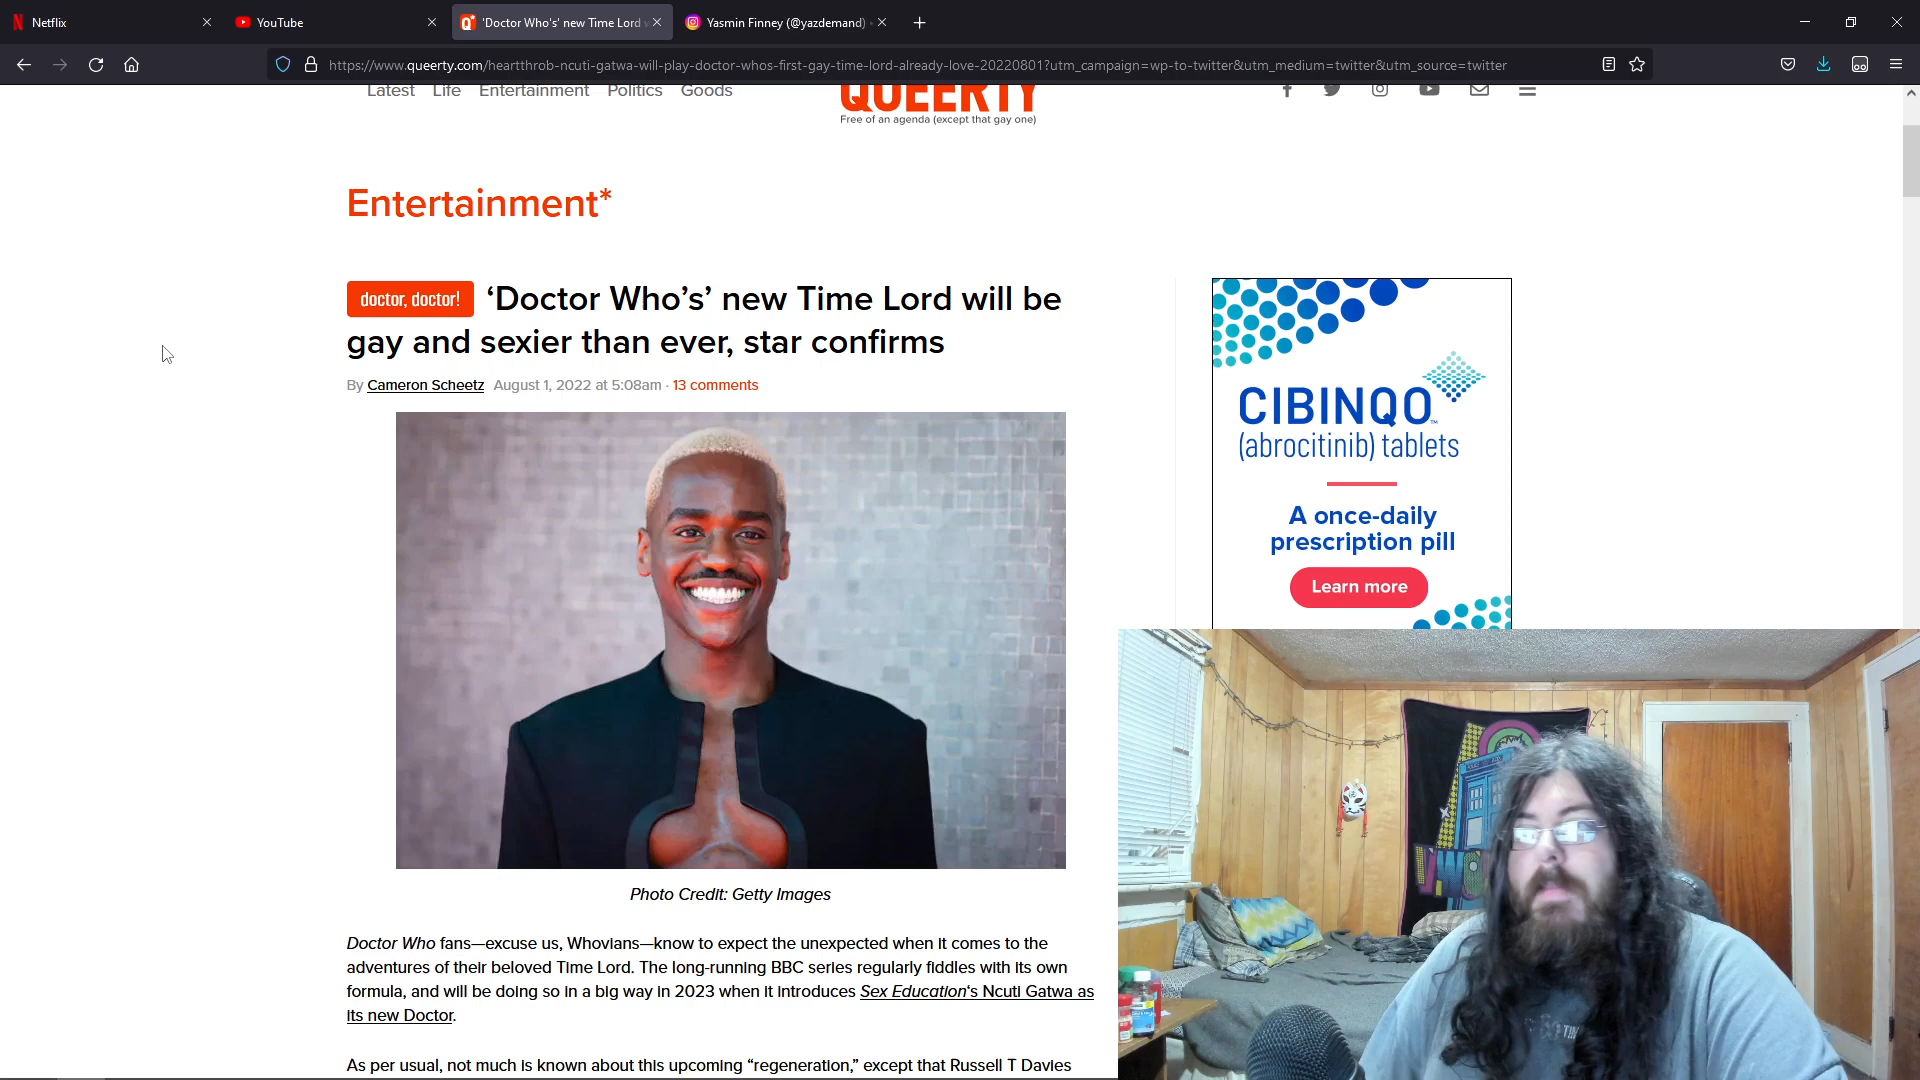 Netflix
YouTube
'Doctor Who's' new Time Lord
Yasmin Finney (@yazdemand)
https://www.queerty.com/heartthrob-ncuti-gatwa-will-play-doctor-whos-first-gay-time-lord-already-love-20220801?utm_campaign=wp-to-twitter&utm_medium=twitter&utm_source=twitter
Latest Life Entertainment Politics Goods
QUEERTY
Free of an agenda (except that gay one)
Entertainment*
doctor, doctor! ‘Doctor Who’s’ new Time Lord will be
gay and sexier than ever, star confirms
By Cameron Scheetz August 1, 2022 at 5:08am · 13 comments
Photo Credit: Getty Images
Doctor Who fans—excuse us, Whovians—know to expect the unexpected when it comes to the
adventures of their beloved Time Lord. The long-running BBC series regularly fiddles with its own
formula, and will be doing so in a big way in 2023 when it introduces Sex Education‘s Ncuti Gatwa as
its new Doctor.
As per usual, not much is known about this upcoming “regeneration,” except that Russell T Davies
CIBINQO™
(abrocitinib) tablets
A once-daily
prescription pill
Learn more